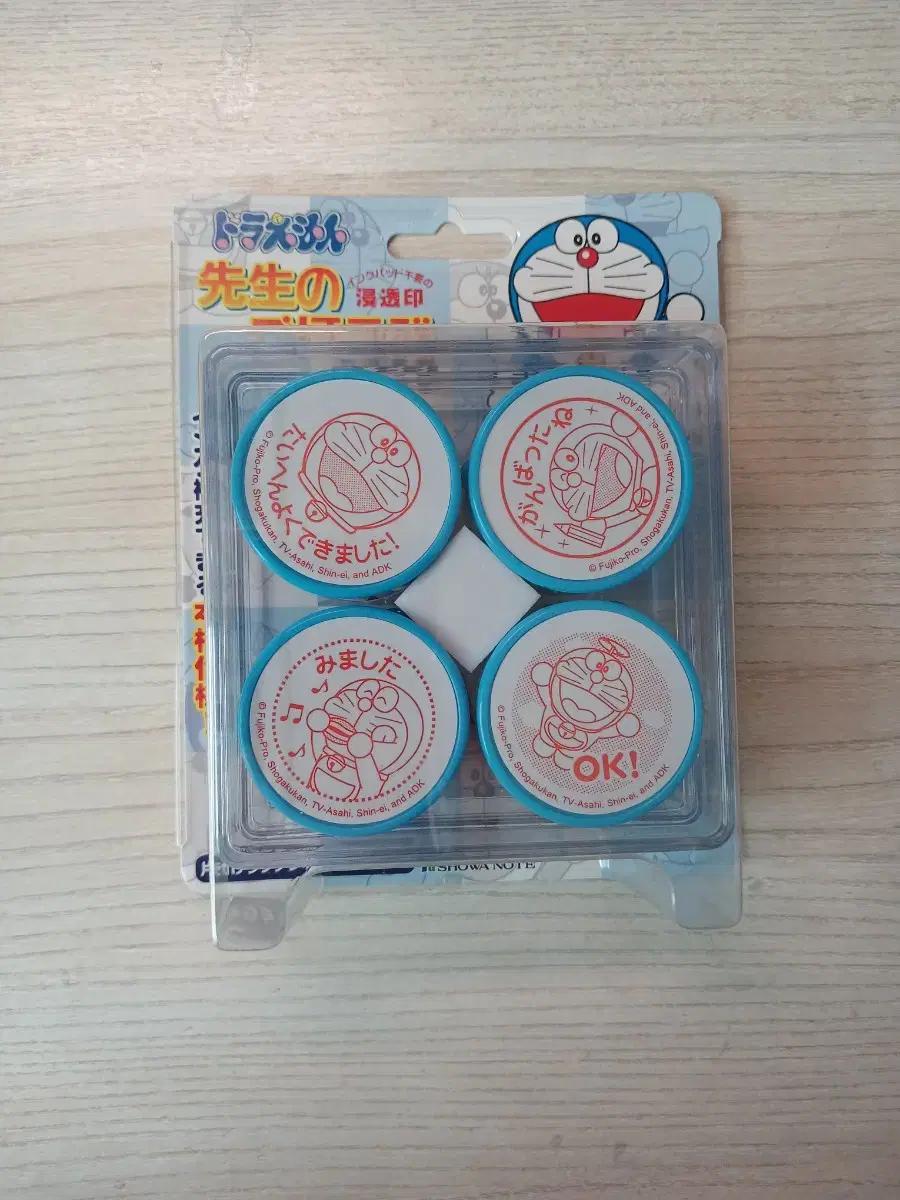 ドラえもん
インクパッド不要の
先生の
浸透印
たいへんよくできました!
© Fujiko-Pro, Shogakukan, TV-Asahi, Shin-ei, and ADK
がんばったね
© Fujiko-Pro, Shogakukan, TV-Asahi, Shin-ei, and ADK
みました
© Fujiko-Pro, Shogakukan, TV-Asahi, Shin-ei, and ADK
OK!
© Fujiko-Pro, Shogakukan, TV-Asahi, Shin-ei, and ADK
SHOWA NOTE